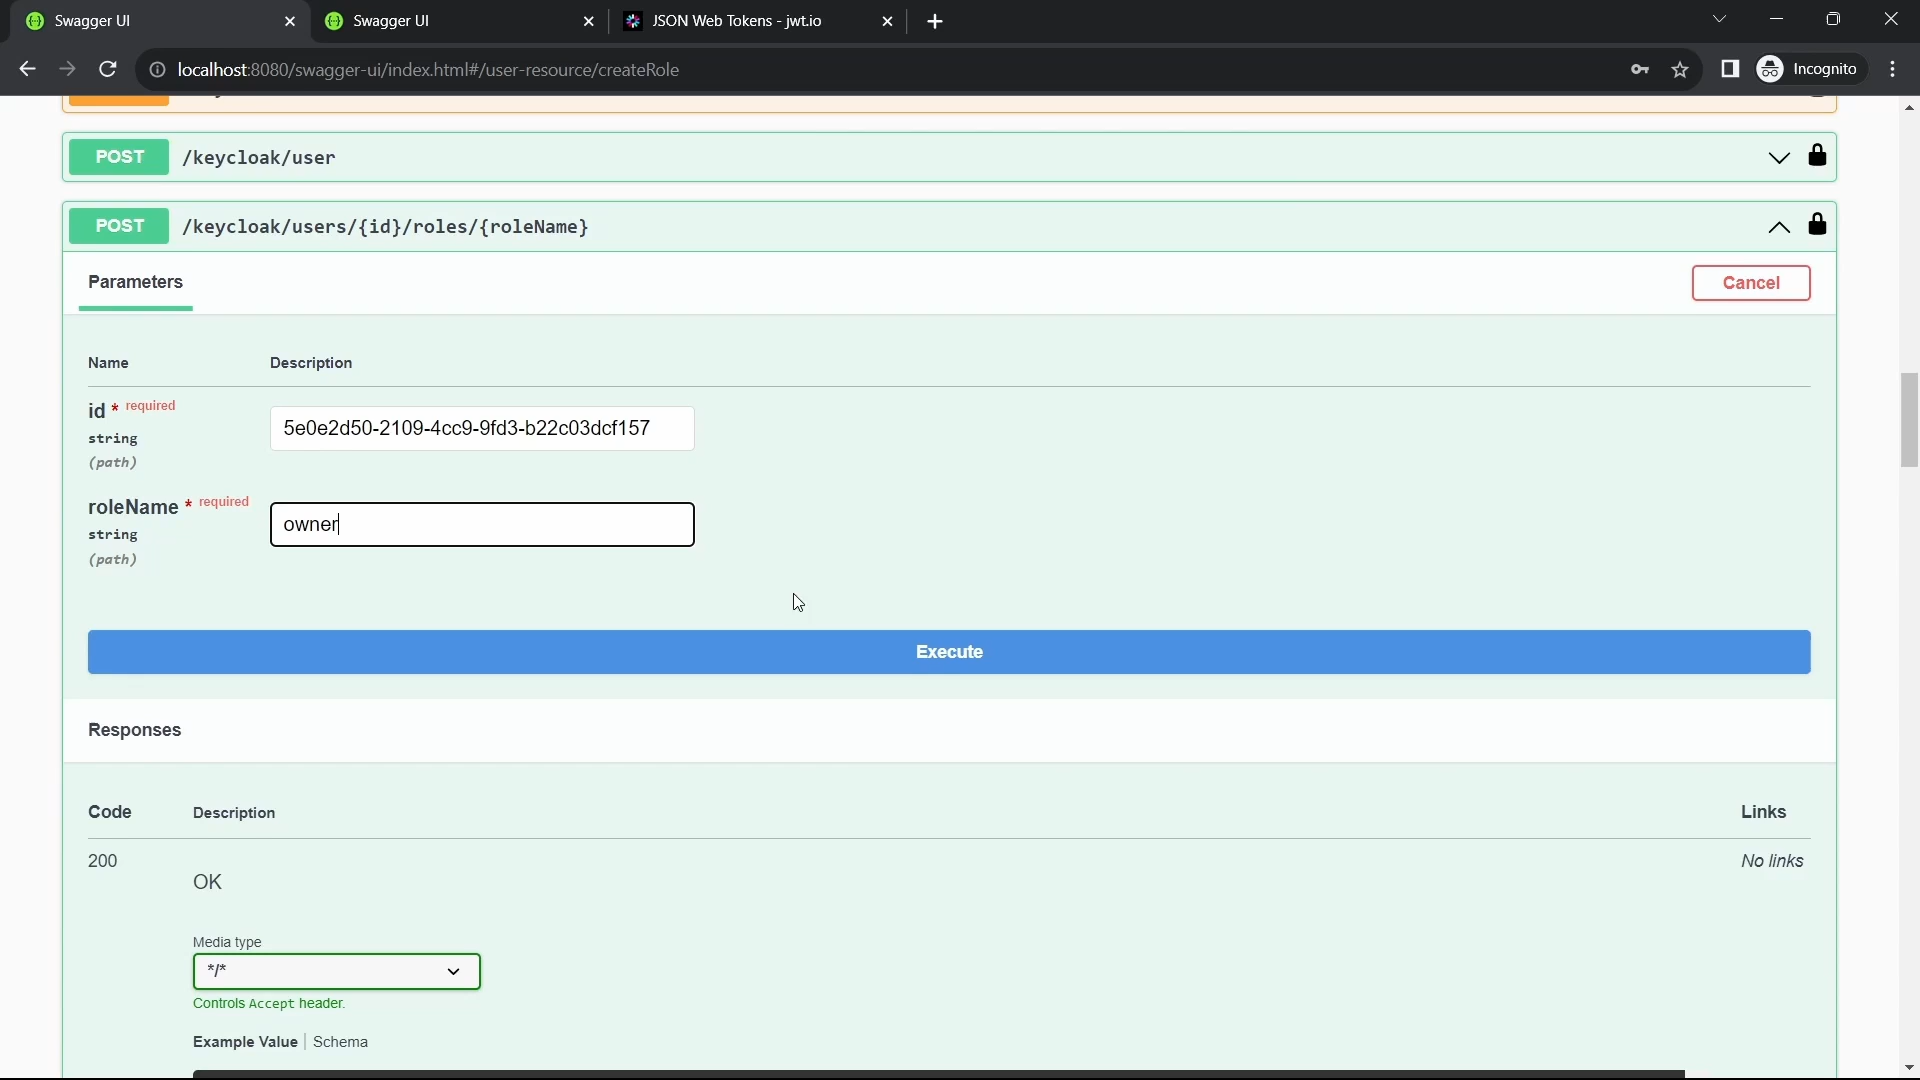 Swagger UI
Swagger UI
JSON Web Tokens - jwt.io
localhost:8080/swagger-ui/index.html#/user-resource/createRole
Incognito
POST /keycloak/user
POST /keycloak/users/{id}/roles/{roleName}
Parameters
Cancel
Name Description
id * required
string
(path)
5e0e2d50-2109-4cc9-9fd3-b22c03dcf157
roleName * required
string
(path)
owner
Execute
Responses
Code Description Links
200
OK
No links
Media type
*/*
Controls Accept header.
Example Value | Schema